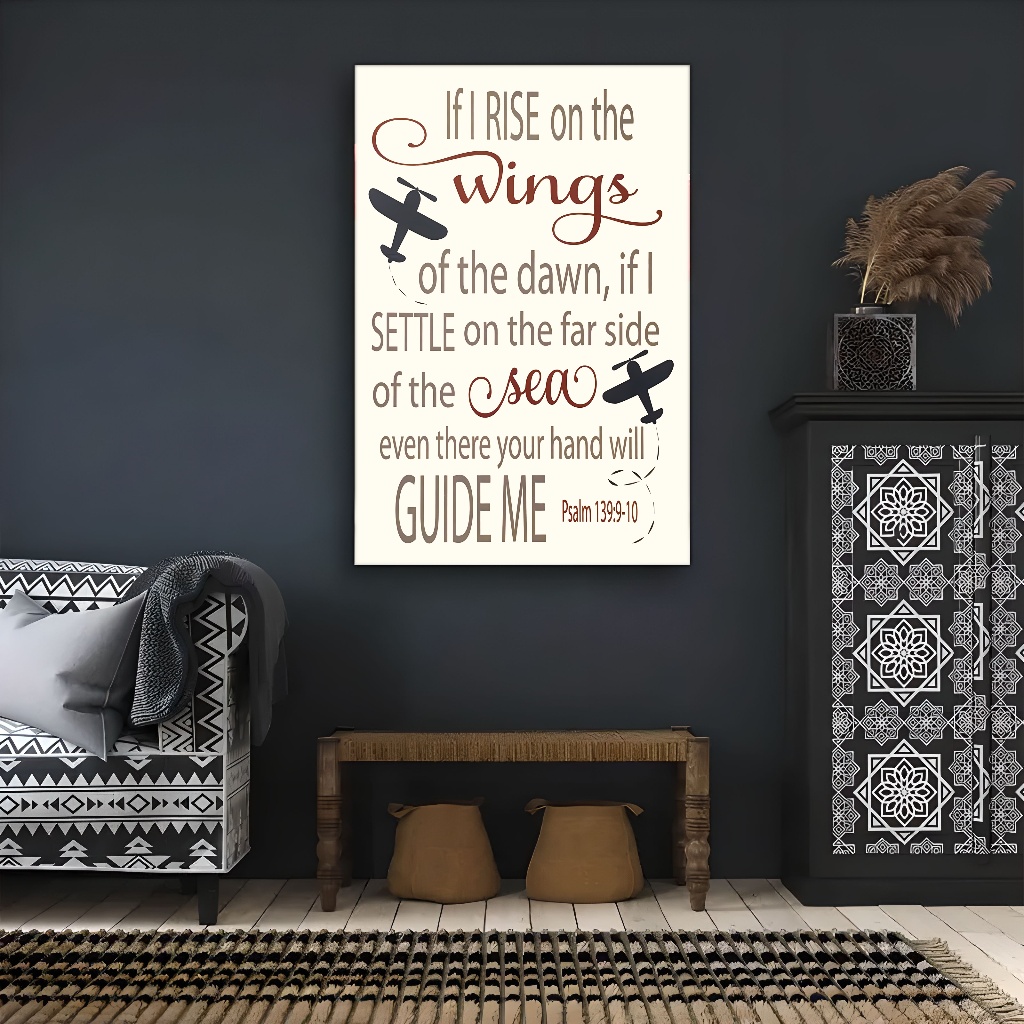 If I RISE on the
wings
of the dawn, if I
SETTLE on the far side
of the sea
even there your hand will
GUIDE ME Psalm 139:9-10